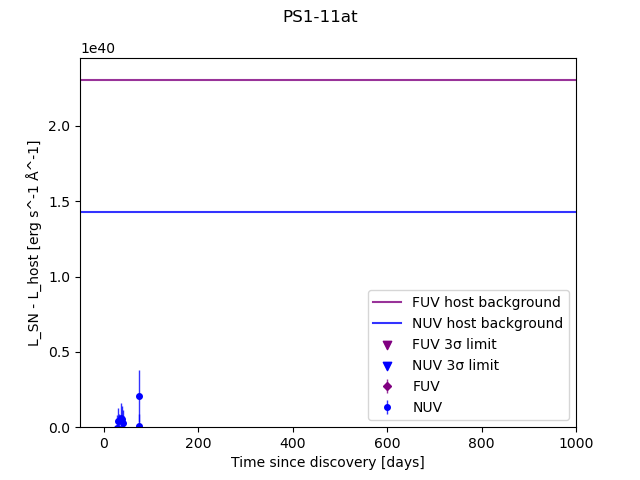 PS1-11at
1e40
2.0
1.5
1.0
0.5
0.0
L_SN - L_host [erg s^-1 Å^-1]
FUV host background
NUV host background
FUV 3σ limit
NUV 3σ limit
FUV
NUV
0 200 400 600 800 1000
Time since discovery [days]